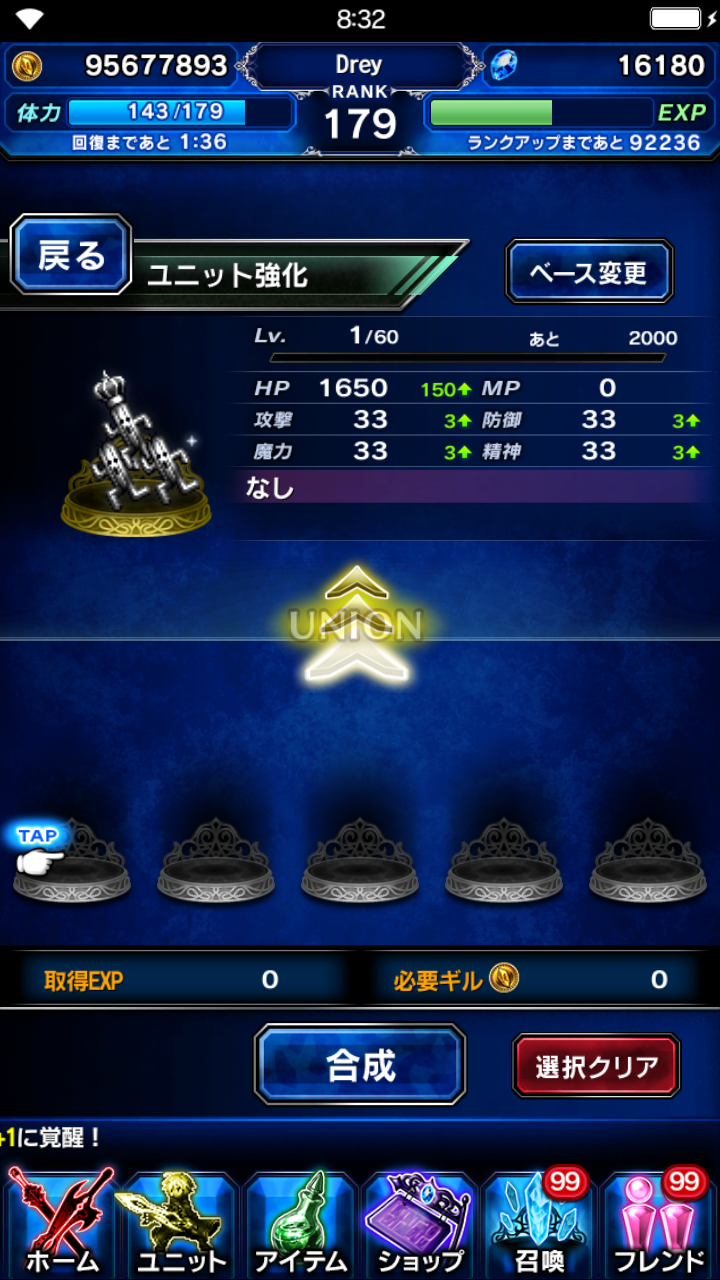 8:32
95677893
Drey
16180
RANK
179
体力
143/179
EXP
回復まであと 1:36
ランクアップまであと 92236
戻る
ユニット強化
ベース変更
Lv. 1/60 あと 2000
HP 1650 150 MP 0
攻撃 33 3 防御 33 3
魔力 33 3 精神 33 3
なし
UNION
TAP
取得EXP 0 必要ギル 0
合成
選択クリア
+1に覚醒！
99 99
ホーム ユニット アイテム ショップ 召喚 フレンド